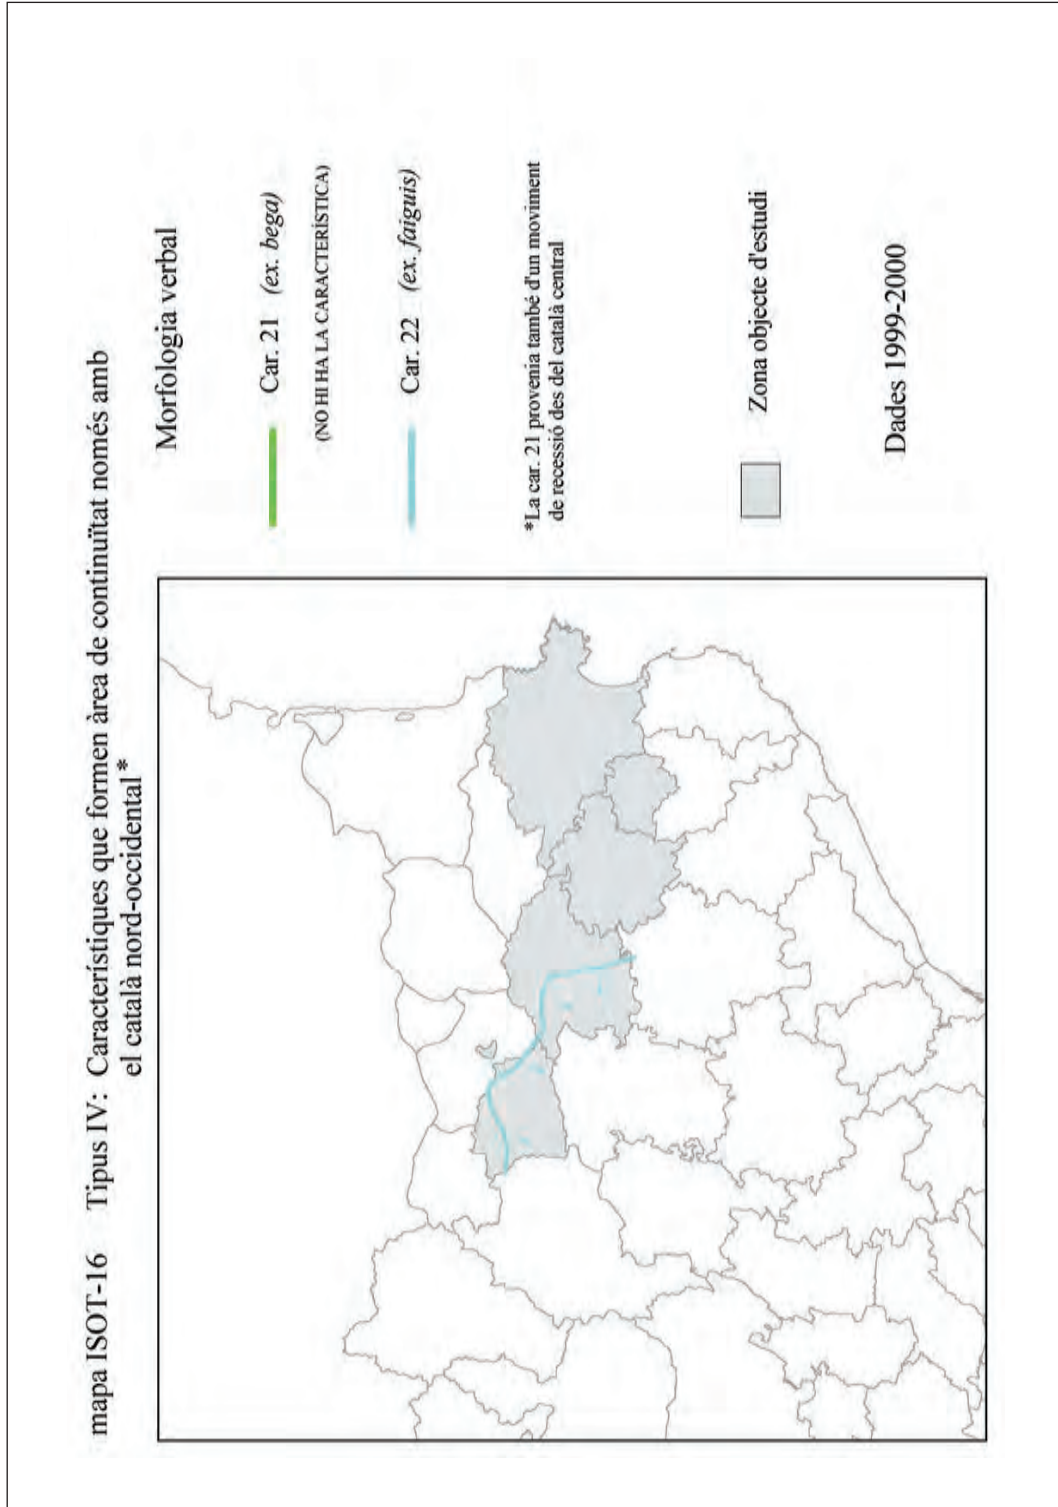 mapa ISOT-16 Tipus IV: Característiques que formen àrea de continuïtat només amb
el català nord-occidental*
Morfologia verbal
Car. 21 (ex. bega)
(NO HI HA LA CARACTERÍSTICA)
Car. 22 (ex. faiguis)
*La car. 21 provenia també d'un moviment
de recessió des del català central
Zona objecte d'estudi
Dades 1999-2000